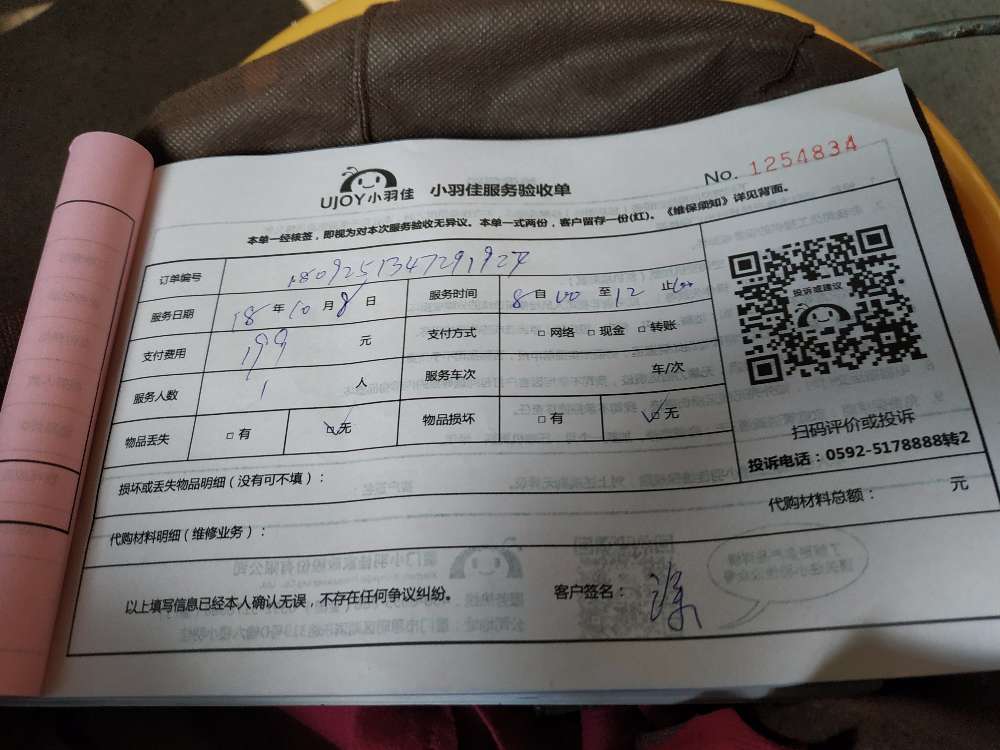 UJOY小羽佳 小羽佳服务验收单 No. 1254834
本单一经核签，即视为对本次服务验收无异议。本单一式两份，客户留存一份(红)。《维保须知》详见背面。
订单编号 1809251347291927
服务日期 18 年 10 月 8 日 服务时间 8 自 00 至 12 止 00
支付费用 199 元 支付方式 □ 网络 □ 现金 □ 转账
服务人数 1 人 服务车次 车/次
物品丢失 □ 有 ☑ 无 物品损坏 □ 有 ☑ 无
投诉或建议
扫码评价或投诉
投诉电话：0592-5178888转2
损坏或丢失物品明细（没有可不填）：
代购材料明细（维修业务）： 代购材料总额： 元
以上填写信息已经本人确认无误，不存在任何争议纠纷。 客户签名：